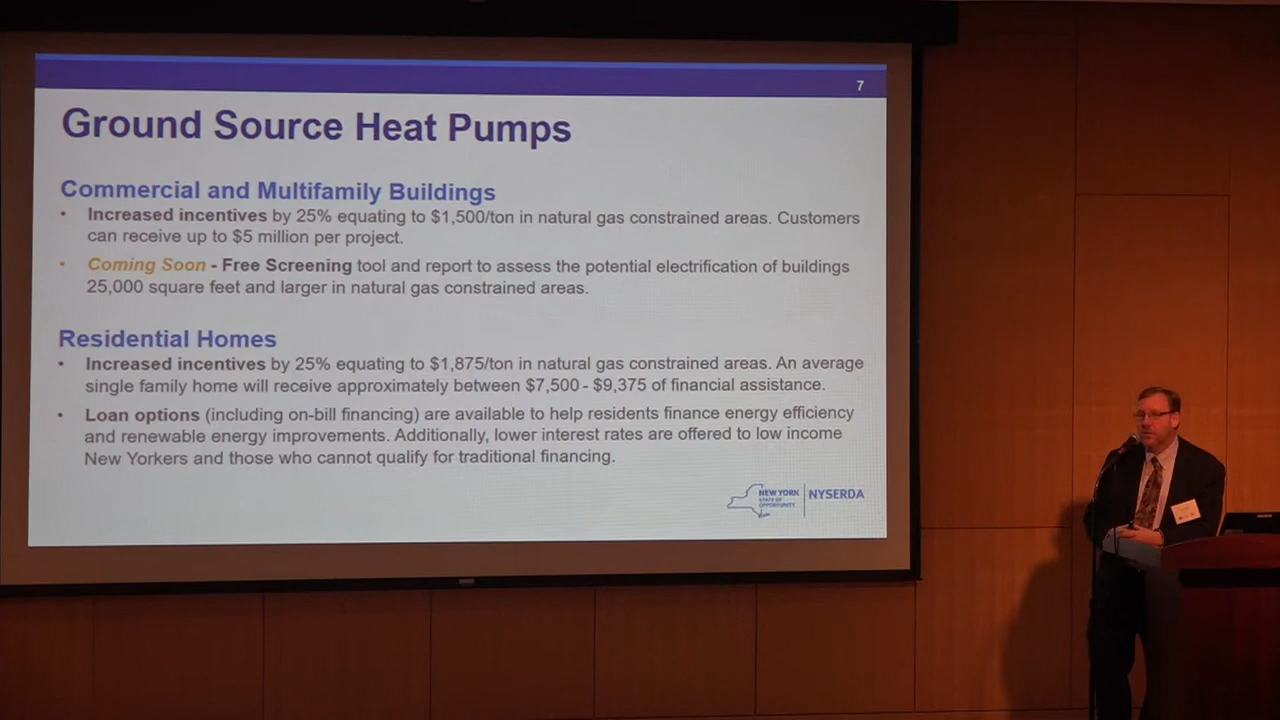 7
Ground Source Heat Pumps
Commercial and Multifamily Buildings
• Increased incentives by 25% equating to $1,500/ton in natural gas constrained areas. Customers
can receive up to $5 million per project.
• Coming Soon - Free Screening tool and report to assess the potential electrification of buildings
25,000 square feet and larger in natural gas constrained areas.
Residential Homes
• Increased incentives by 25% equating to $1,875/ton in natural gas constrained areas. An average
single family home will receive approximately between $7,500 - $9,375 of financial assistance.
• Loan options (including on-bill financing) are available to help residents finance energy efficiency
and renewable energy improvements. Additionally, lower interest rates are offered to low income
New Yorkers and those who cannot qualify for traditional financing.
NEW YORK
STATE OF
OPPORTUNITY
NYSERDA